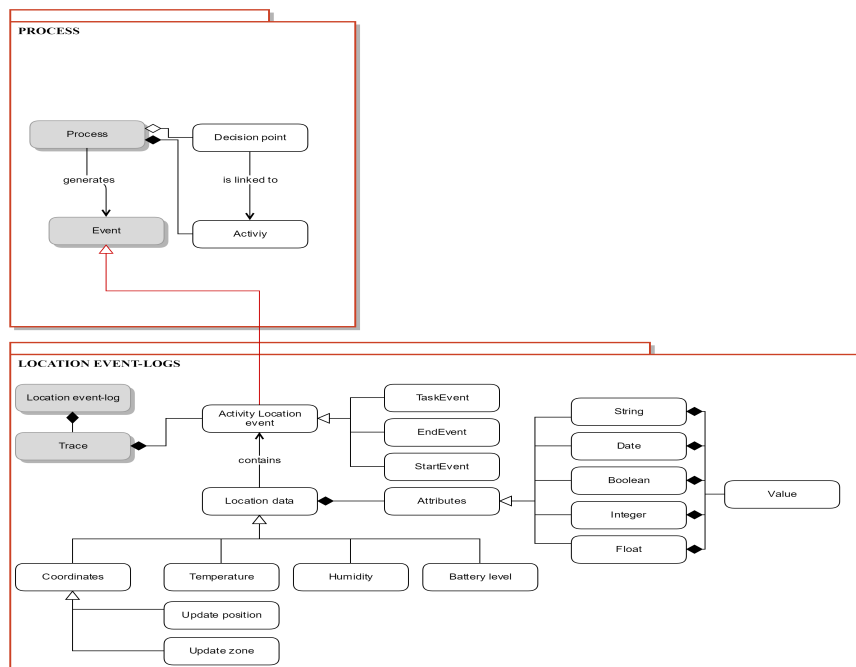 PROCESS
Process
Decision point
generates
is linked to
Event
Activiy
LOCATION EVENT-LOGS
Location event-log
Trace
Activity Location
event
TaskEvent
EndEvent
StartEvent
contains
Location data
Attributes
String
Date
Boolean
Integer
Float
Value
Coordinates
Temperature
Humidity
Battery level
Update position
Update zone